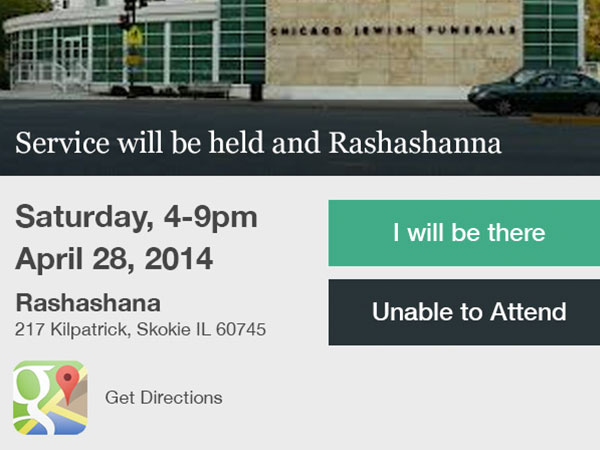 CHICAGO JEWISH FUNERALS
Service will be held and Rashashanna
Saturday, 4-9pm
April 28, 2014
I will be there
Rashashana
217 Kilpatrick, Skokie IL 60745
Unable to Attend
g
Get Directions